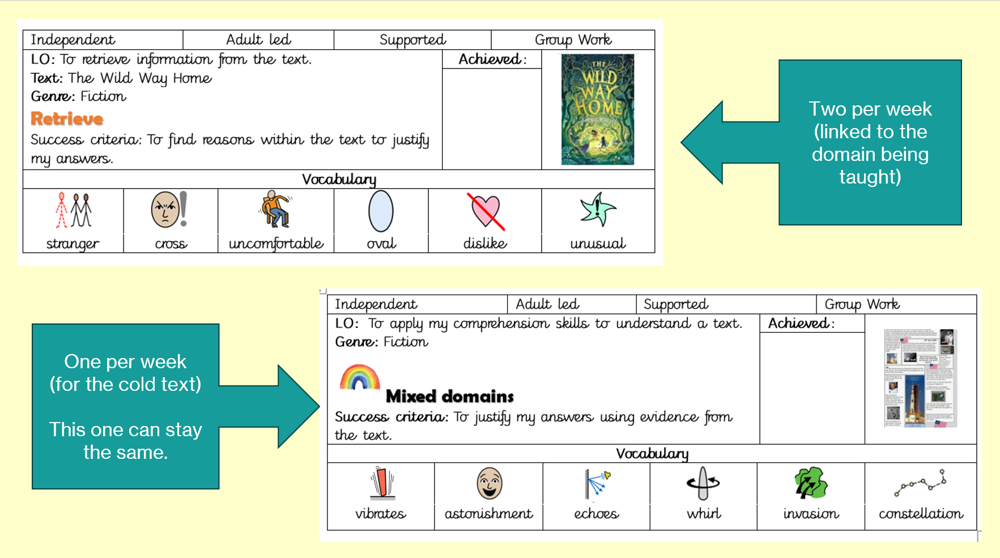 Independent Adult led Supported Group Work
LO: To retrieve information from the text.
Achieved:
Text: The Wild Way Home
Genre: Fiction
Retrieve
Success criteria: To find reasons within the text to justify
my answers.
THE
WILD
WAY
HOME
Vocabulary
stranger cross uncomfortable oval dislike unusual
Two per week
(linked to the
domain being
taught)
One per week
(for the cold text)
This one can stay
the same.
Independent Adult led Supported Group Work
LO: To apply my comprehension skills to understand a text.
Achieved:
Genre: Fiction
Mixed domains
Success criteria: To justify my answers using evidence from
the text.
Vocabulary
vibrates astonishment echoes whirl invasion constellation